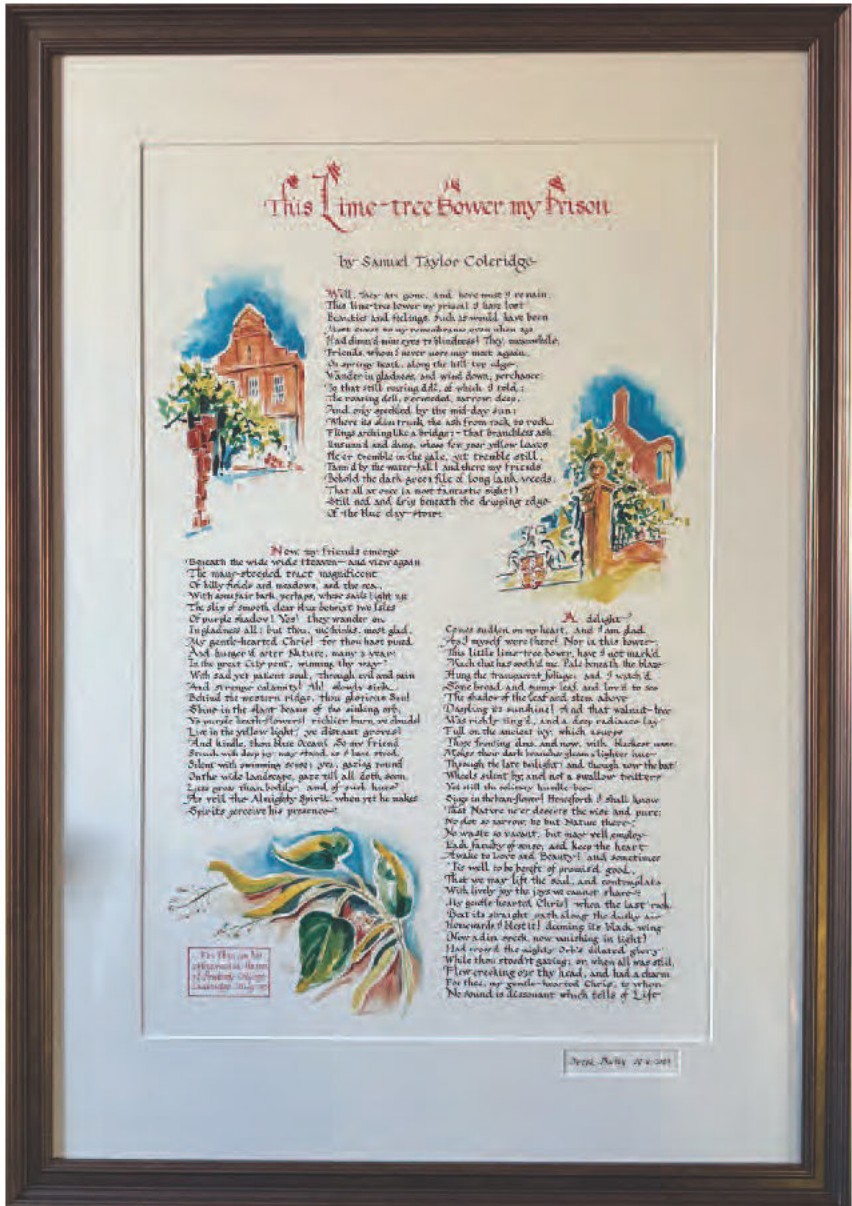 This Lime-tree Bower my Prison
by Samuel Taylor Coleridge
Well, they are gone, and here must I remain,
This lime-tree bower my prison! I have lost
Beauties and feelings, such as would have been
Most sweet to my remembrance even when age
Had dimm'd mine eyes to blindness! They, meanwhile,
Friends, whom I never more may meet again,
On springy heath, along the hill-top edge
Wander in gladness, and wind down, perchance
To that still roaring dell, of which I told;
The roaring dell, o'erwooded, narrow, deep,
And only speckled by the mid-day sun;
Where its slim trunk the ash from rock to rock
Flings arching like a bridge; - that branchless ash
Unsunn'd and damp, whose few poor yellow leaves
Ne'er tremble in the gale, yet tremble still,
Fann'd by the water-fall! and there my friends
Behold the dark green file of long lank weeds,
That all at once (a most fantastic sight!)
Still nod and drip beneath the dripping edge
Of the blue clay-stone.
Now, my friends emerge
Beneath the wide wide Heaven - and view again
The many-steepled tract magnificent
Of hilly fields and meadows, and the sea,
With some fair bark, perhaps, whose sails light up
The slip of smooth clear blue betwixt two Isles
Of purple shadow! Yes! they wander on
In gladness all; but thou, methinks, most glad,
My gentle-hearted Charles! for thou hast pined
And hunger'd after Nature, many a year,
In the great City pent, winning thy way
With sad yet patient soul, through evil and pain
And strange calamity! Ah! slowly sink
Behind the western ridge, thou glorious Sun!
Shine in the slant beams of the sinking orb,
Ye purple heath-flowers! richlier burn, ye clouds!
Live in the yellow light, ye distant groves!
And kindle, thou blue Ocean! So my friend
Struck with deep joy may stand, as I have stood,
Silent with swimming sense; yea, gazing round
On the wide landscape, gaze till all doth seem
Less gross than bodily; and of such hues
As veil the Almighty Spirit, when yet he makes
Spirits perceive his presence.
A delight
Comes sudden on my heart, and I am glad
As I myself were there! Nor in this bower,
This little lime-tree bower, have I not mark'd
Much that has sooth'd me. Pale beneath the blaze
Hung the transparent foliage; and I watch'd
Some broad and sunny leaf, and lov'd to see
The shadow of the leaf and stem above
Dappling its sunshine! And that walnut-tree
Was richly ting'd, and a deep radiance lay
Full on the ancient ivy, which usurps
Those fronting elms, and now, with blackest mass
Makes their dark branches gleam a lighter hue
Through the late twilight: and though now the bat
Wheels silent by, and not a swallow twitters
Yet still the solitary humble-bee
Sings in the bean-flower! Henceforth I shall know
That Nature ne'er deserts the wise and pure;
No plot so narrow, be but Nature there,
No waste so vacant, but may well employ
Each faculty of sense, and keep the heart
Awake to Love and Beauty! and sometimes
'Tis well to be bereft of promis'd good,
That we may lift the soul, and contemplate
With lively joy the joys we cannot share.
My gentle-hearted Charles! when the last rook
Beat its straight path along the dusky air
Homewards, I blest it! deeming its black wing
(Now a dim speck, now vanishing in light)
Had cross'd the mighty Orb's dilated glory
While thou stood'st gazing; or, when all was still,
Flew creeking o'er thy head, and had a charm
For thee, my gentle-hearted Charles, to whom
No sound is dissonant which tells of Life